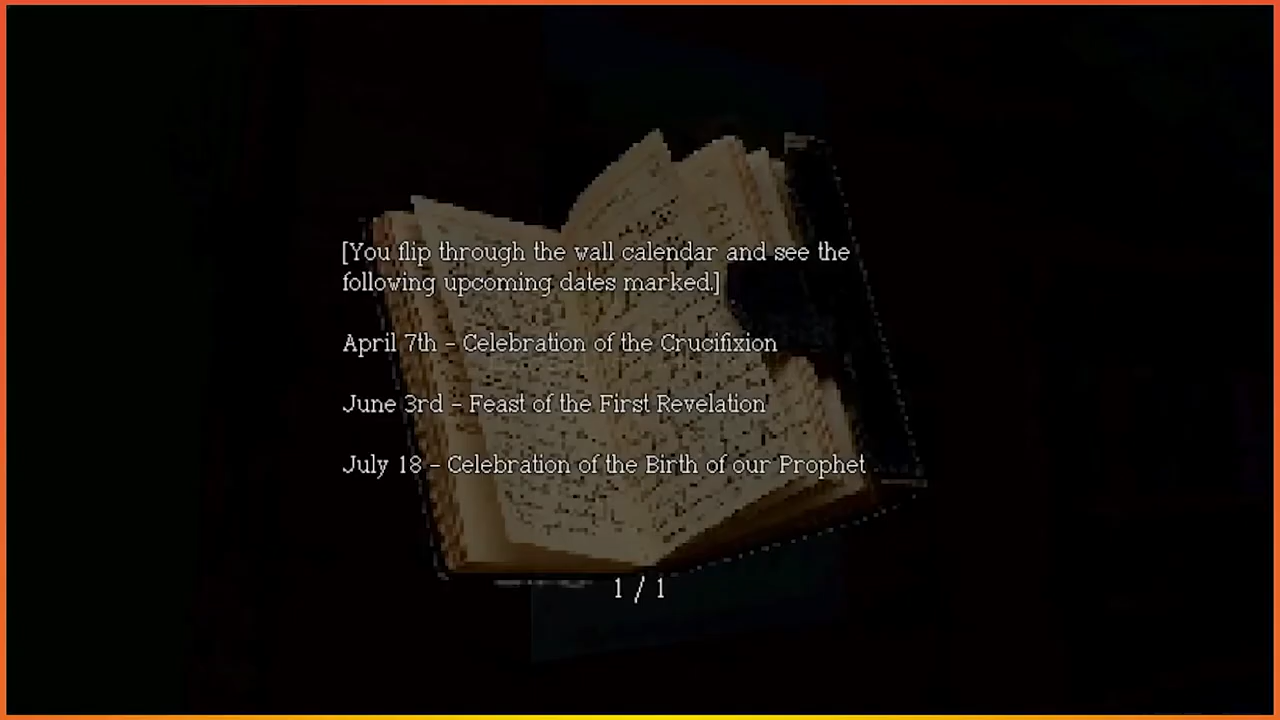 [You flip through the wall calendar and see the
following upcoming dates marked.]
April 7th - Celebration of the Crucifixion
June 3rd - Feast of the First Revelation
July 18 - Celebration of the Birth of our Prophet
1 / 1